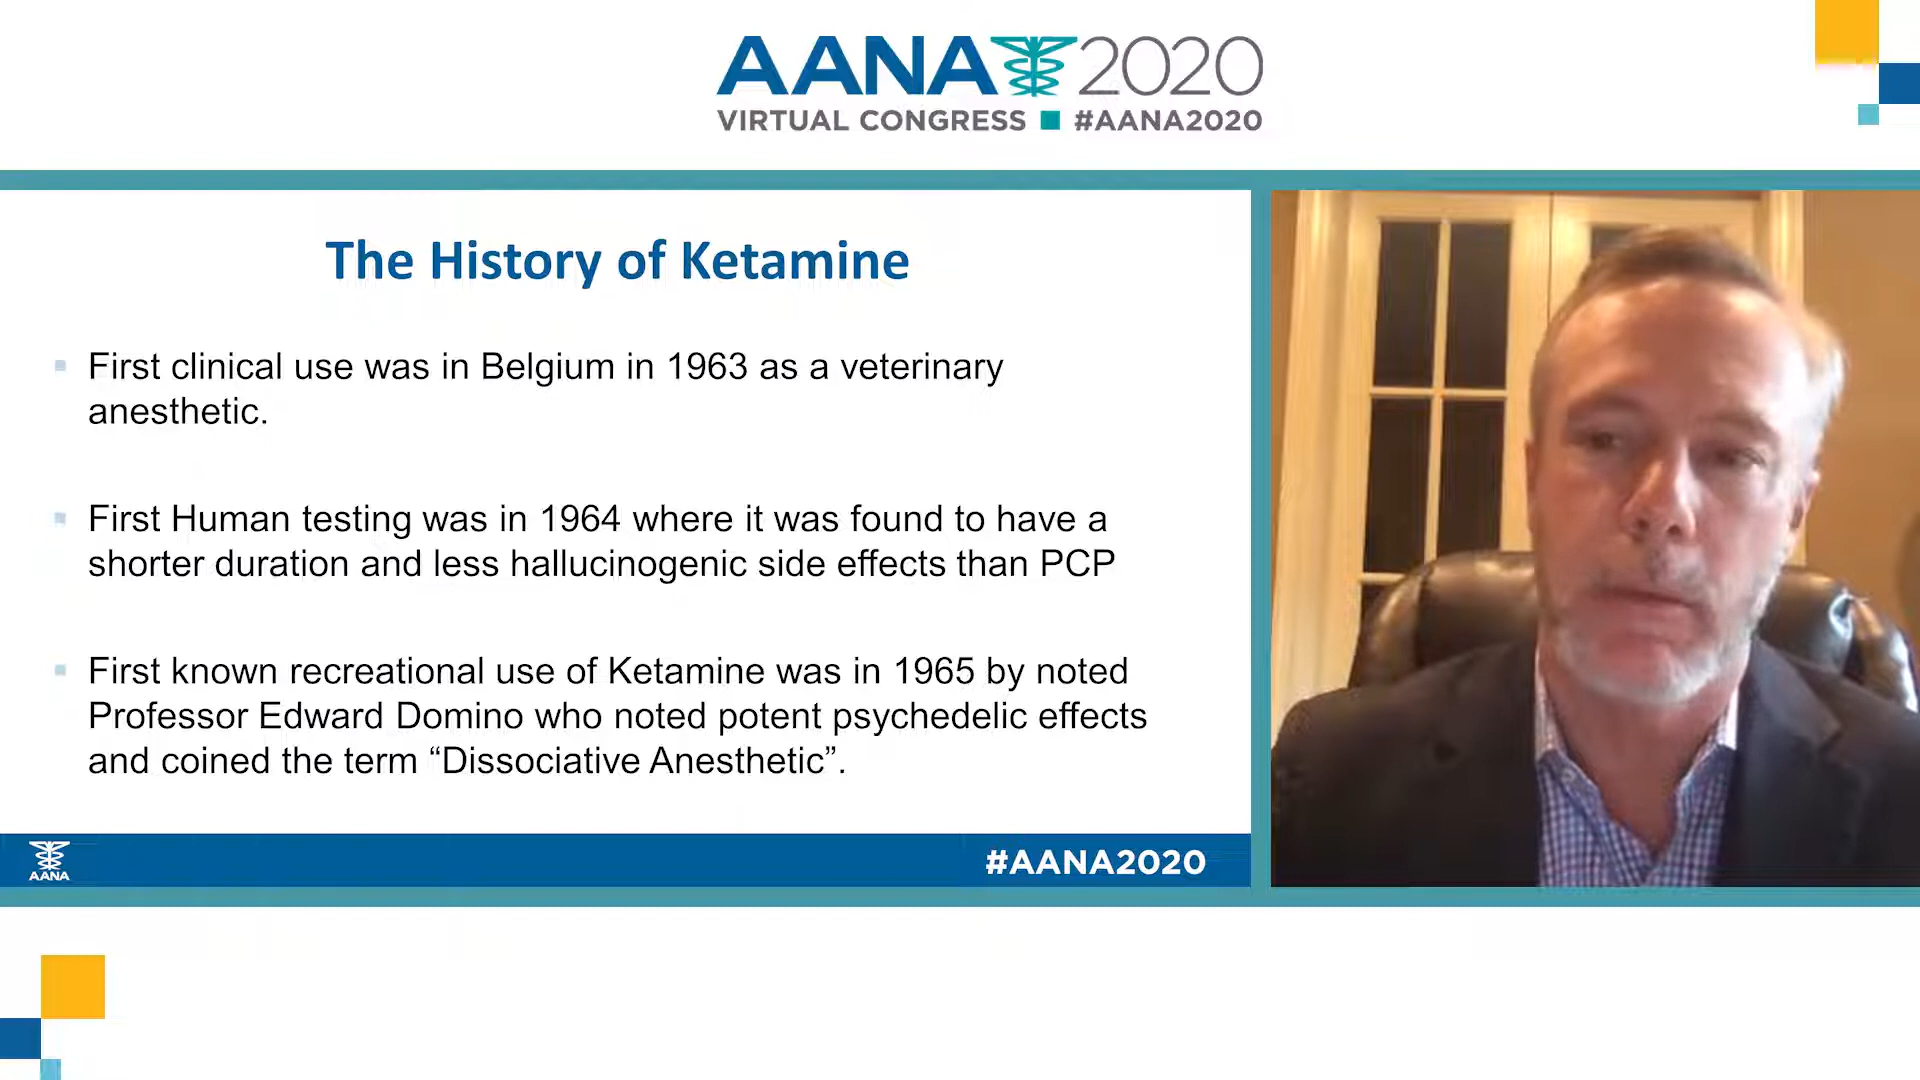 AANA 2020
VIRTUAL CONGRESS #AANA2020
The History of Ketamine
First clinical use was in Belgium in 1963 as a veterinary
anesthetic.
First Human testing was in 1964 where it was found to have a
shorter duration and less hallucinogenic side effects than PCP
First known recreational use of Ketamine was in 1965 by noted
Professor Edward Domino who noted potent psychedelic effects
and coined the term “Dissociative Anesthetic”.
AANA
#AANA2020